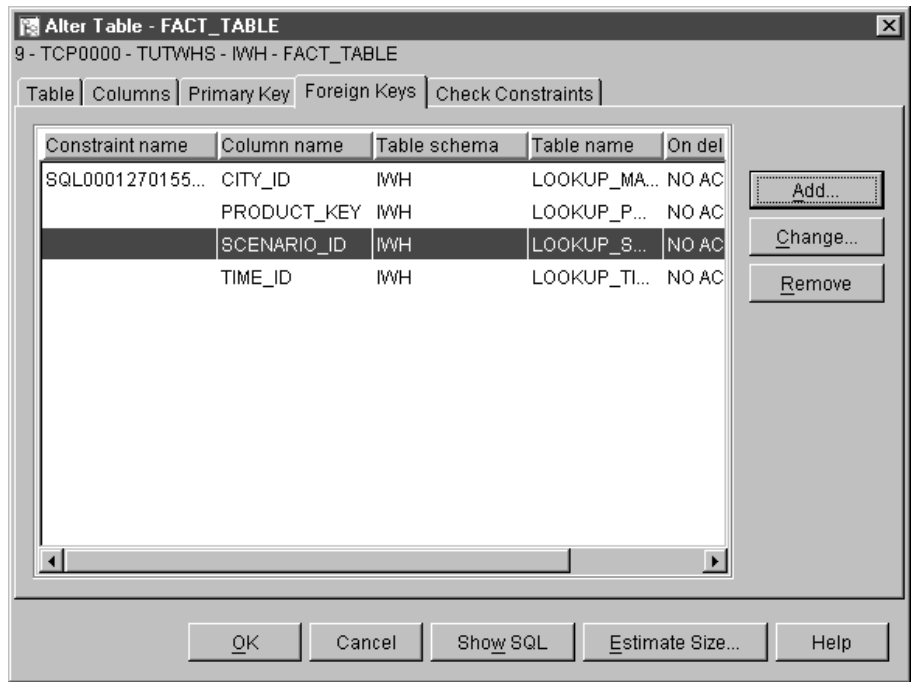 Alter Table - FACT_TABLE
9 - TCP0000 - TUTWHS - IWH - FACT_TABLE
Table Columns Primary Key Foreign Keys Check Constraints
Constraint name Column name Table schema Table name On del
SQL0001270155... CITY_ID IWH LOOKUP_MA... NO AC
PRODUCT_KEY IWH LOOKUP_P... NO AC
SCENARIO_ID IWH LOOKUP_S... NO AC
TIME_ID IWH LOOKUP_TI... NO AC
Add...
Change...
Remove
OK Cancel Show SQL Estimate Size... Help